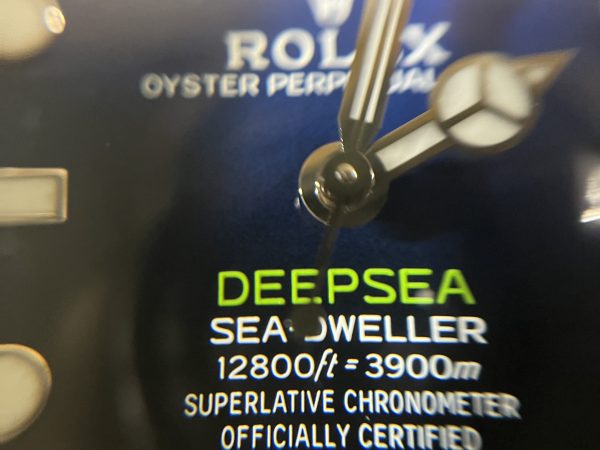 ROLEX
OYSTER PERPETUAL
DEEPSEA
SEA-DWELLER
12800ft = 3900m
SUPERLATIVE CHRONOMETER
OFFICIALLY CERTIFIED